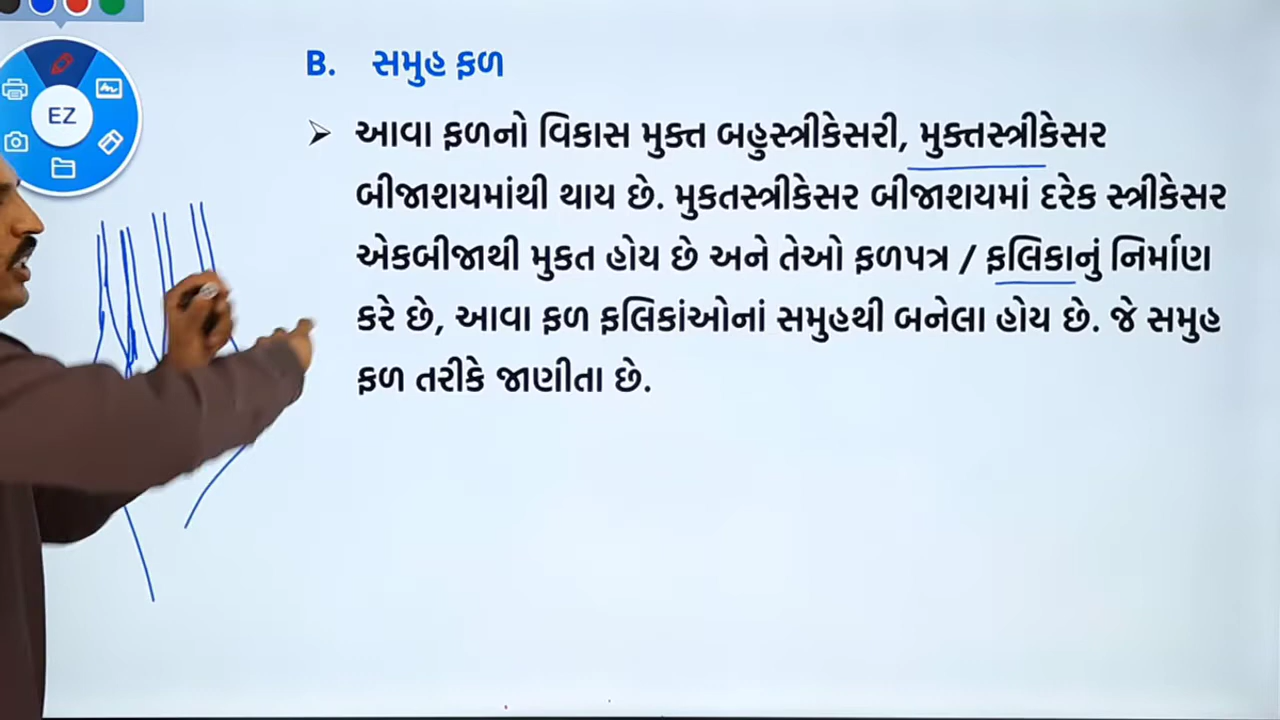 EZ
B. સમુહ ફળ
➤ આવા ફળનો વિકાસ મુક્ત બહુસ્ત્રીકેસરી, મુક્તસ્ત્રીકેસર
બીજાશયમાંથી થાય છે. મુકતસ્ત્રીકેસર બીજાશયમાં દરેક સ્ત્રીકેસર
એકબીજાથી મુકત હોય છે અને તેઓ ફળપત્ર / ફલિકાનું નિર્માણ
કરે છે, આવા ફળ ફલિકાંઓનાં સમુહથી બનેલા હોય છે. જે સમુહ
ફળ તરીકે જાણીતા છે.